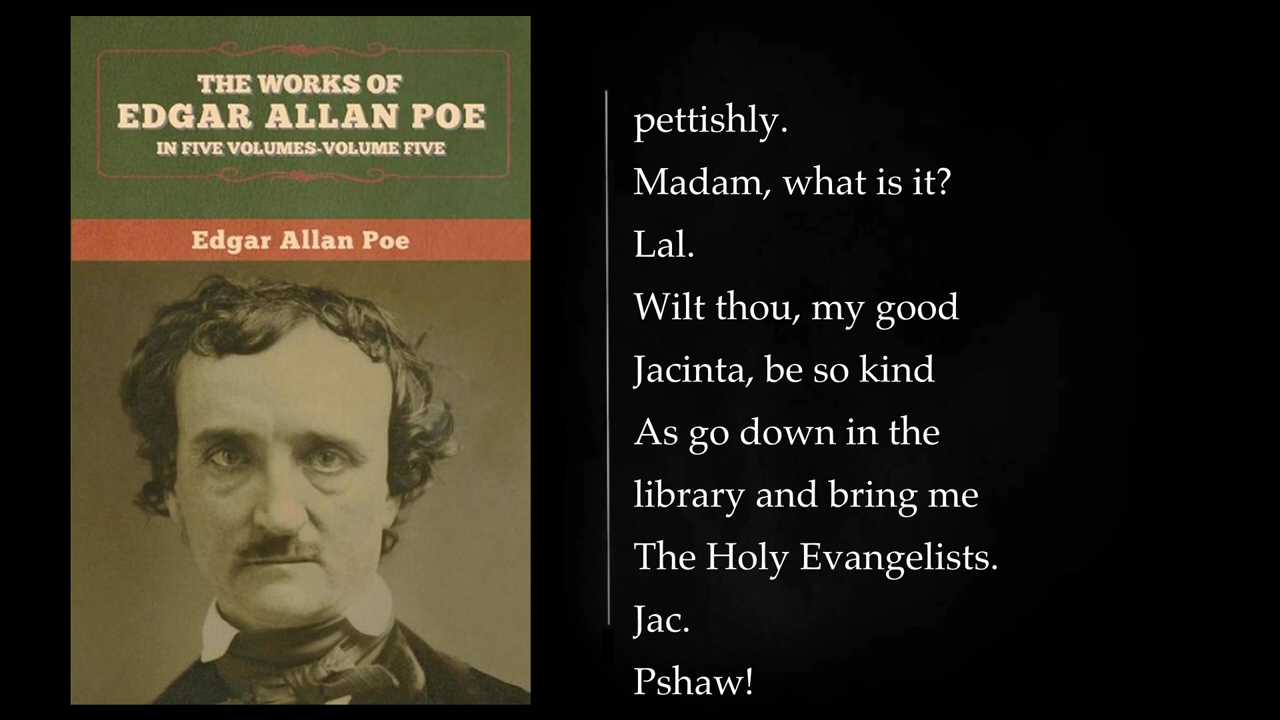 THE WORKS OF
EDGAR ALLAN POE
IN FIVE VOLUMES-VOLUME FIVE
Edgar Allan Poe
pettishly.
Madam, what is it?
Lal.
Wilt thou, my good
Jacinta, be so kind
As go down in the
library and bring me
The Holy Evangelists.
Jac.
Pshaw!